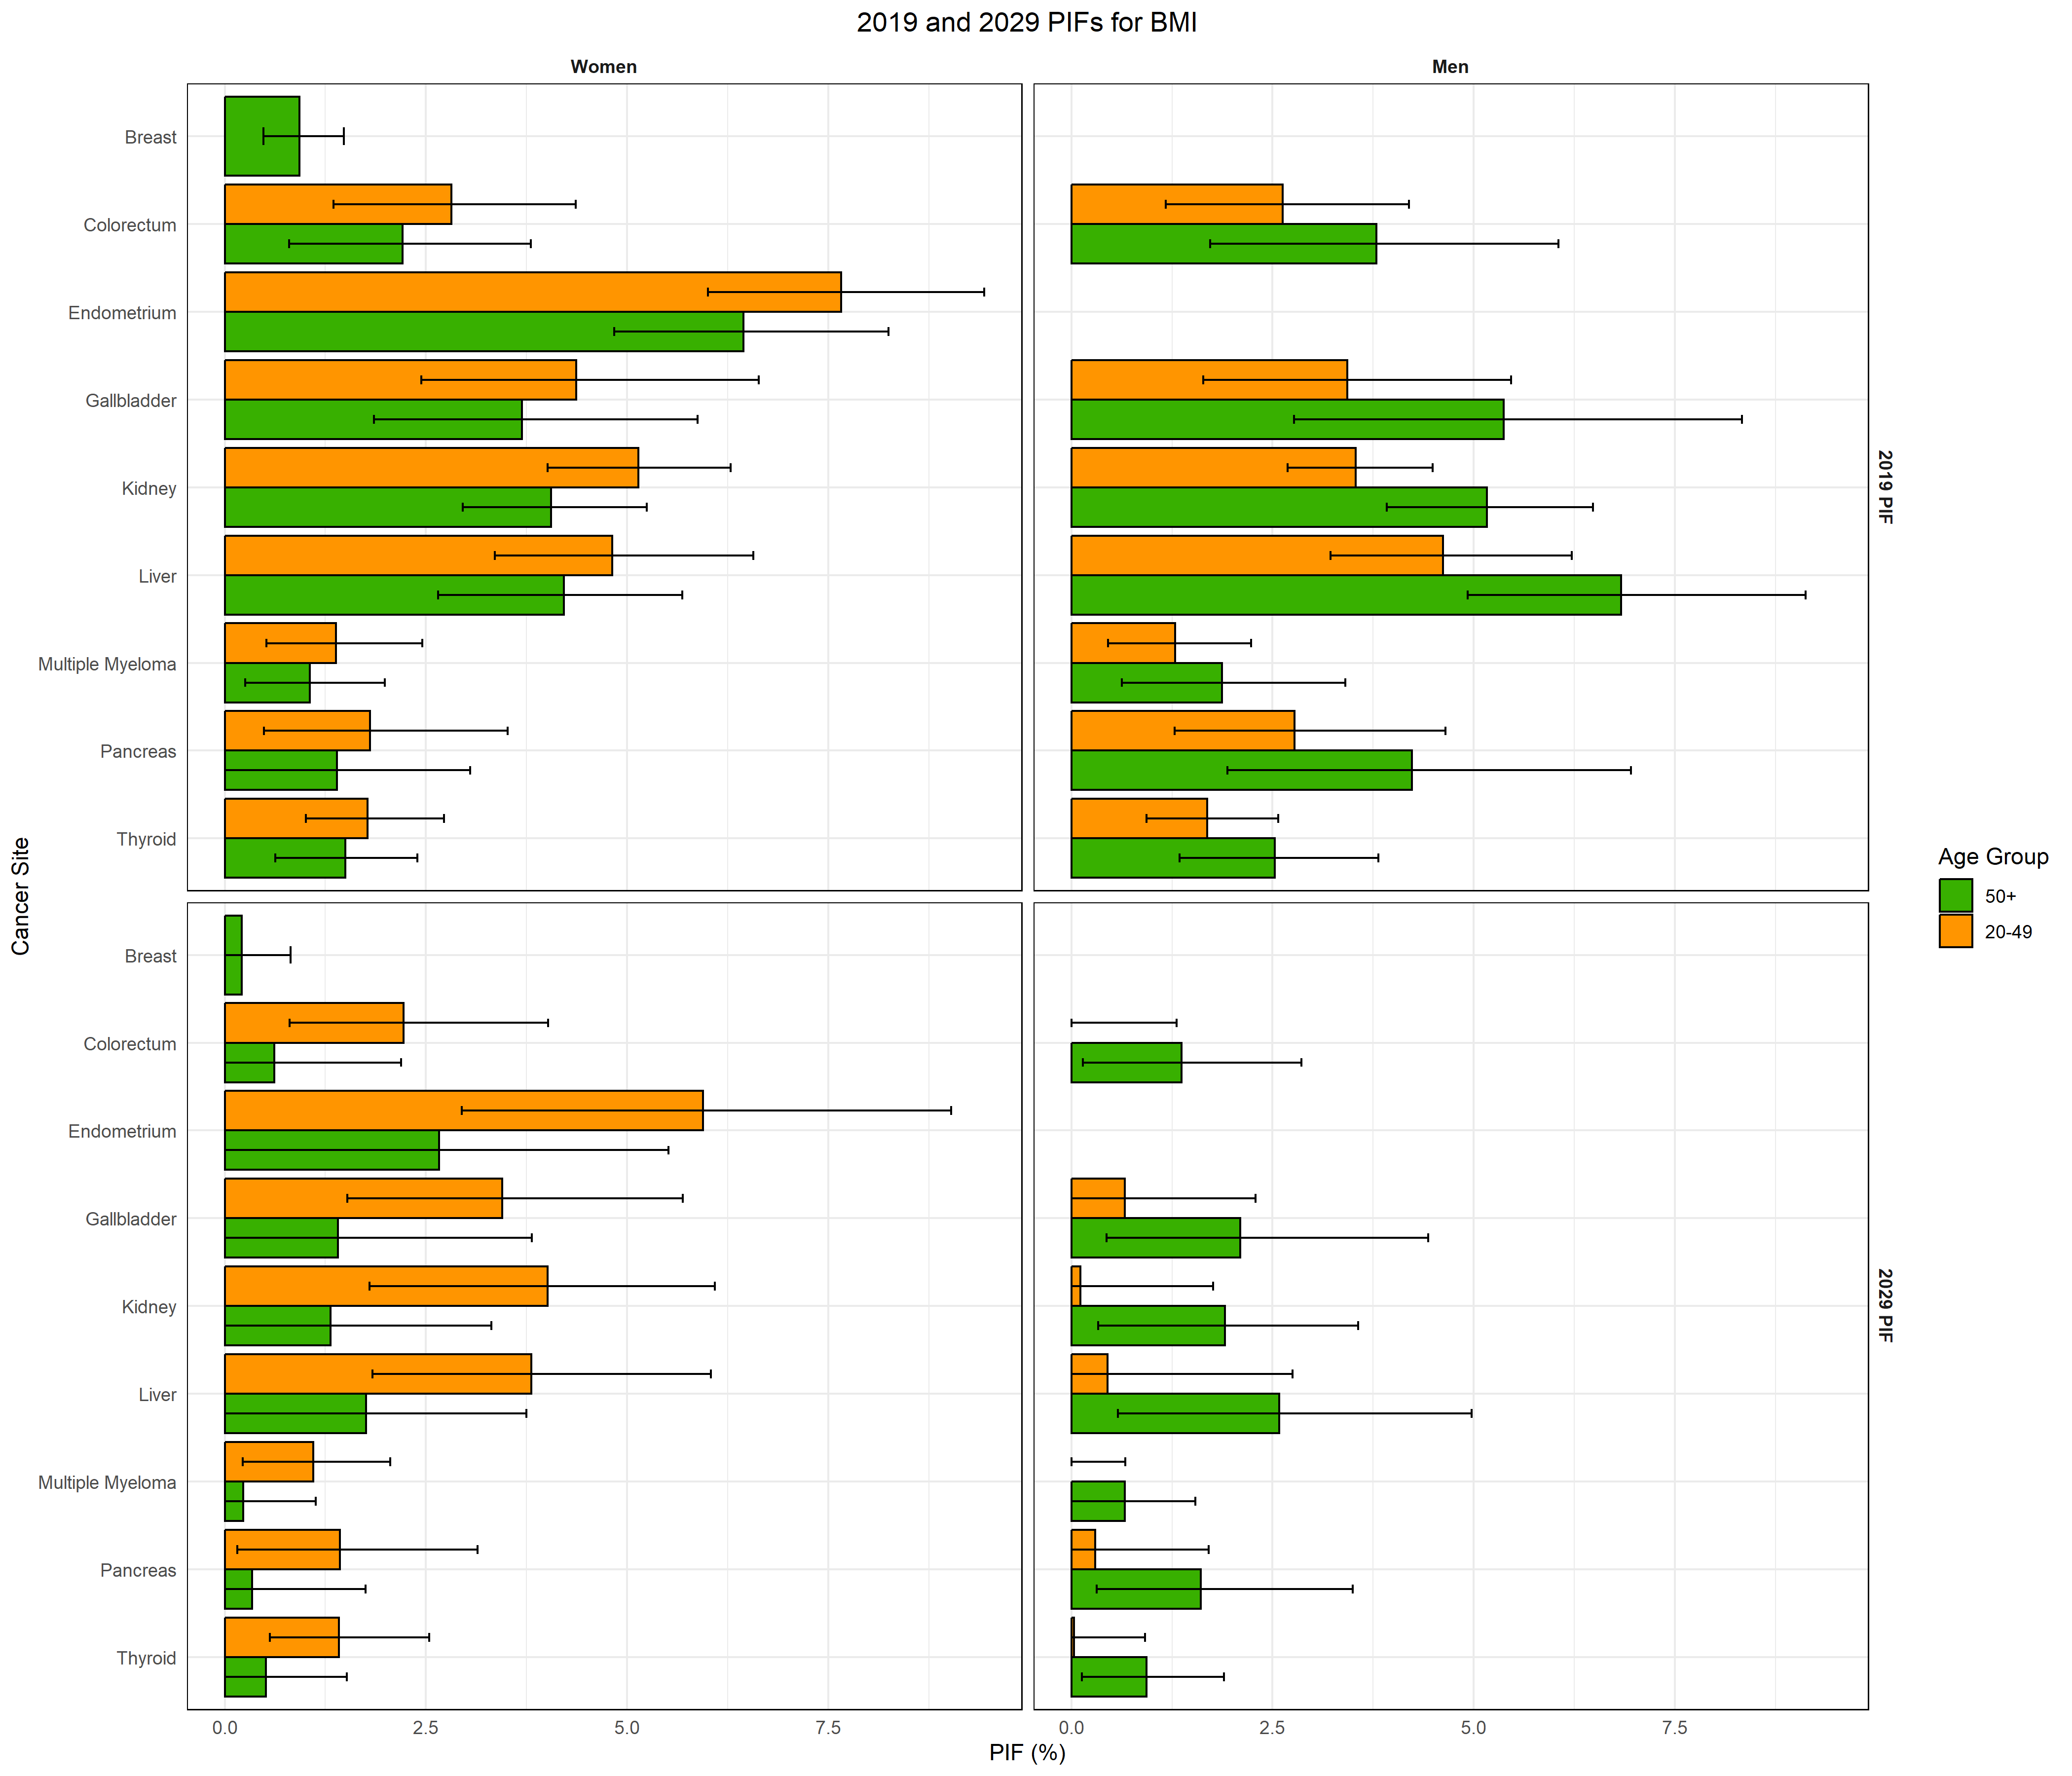 2019 and 2029 PIFs for BMI
Women
Men
Breast
Colorectum
Endometrium
Gallbladder
Kidney
Liver
Multiple Myeloma
Pancreas
Thyroid
2019 PIF
Breast
Colorectum
Endometrium
Gallbladder
Kidney
Liver
Multiple Myeloma
Pancreas
Thyroid
2029 PIF
Cancer Site
0.0 2.5 5.0 7.5
0.0 2.5 5.0 7.5
PIF (%)
Age Group
50+
20-49